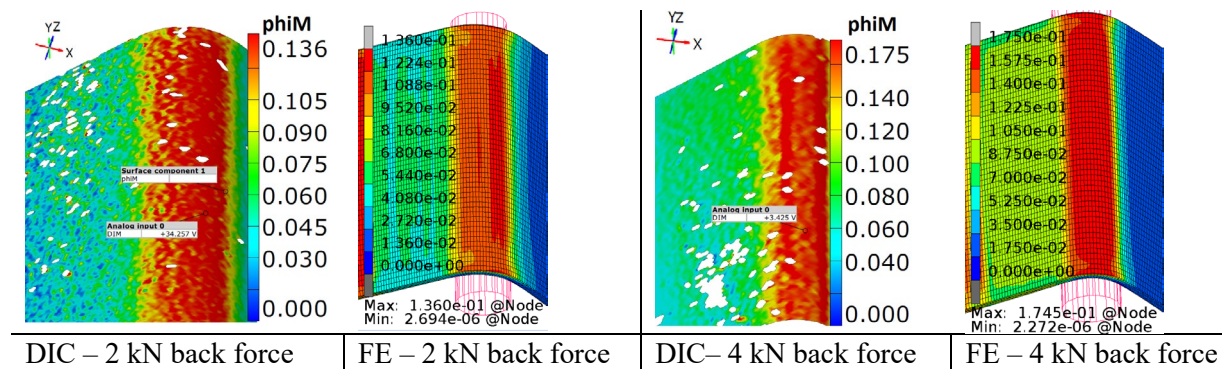 YZ
X
phiM
0.136
0.105
0.090
0.075
0.060
0.045
0.030
0.000
Surface component 1
phiM
Analog input 0
DIM +34.257 V
1.360e-01
1.224e-01
1.088e-01
9.520e-02
8.160e-02
6.800e-02
5.440e-02
4.080e-02
2.720e-02
1.360e-02
0.000e+00
Max: 1.360e-01 @Node
Min: 2.694e-06 @Node
YZ
X
phiM
0.175
0.140
0.120
0.100
0.080
0.060
0.040
0.000
Analog input 0
DIM +3.425 V
1.750e-01
1.575e-01
1.400e-01
1.225e-01
1.050e-01
8.750e-02
7.000e-02
5.250e-02
3.500e-02
1.750e-02
0.000e+00
Max: 1.745e-01 @Node
Min: 2.272e-06 @Node
DIC – 2 kN back force
FE – 2 kN back force
DIC– 4 kN back force
FE – 4 kN back force